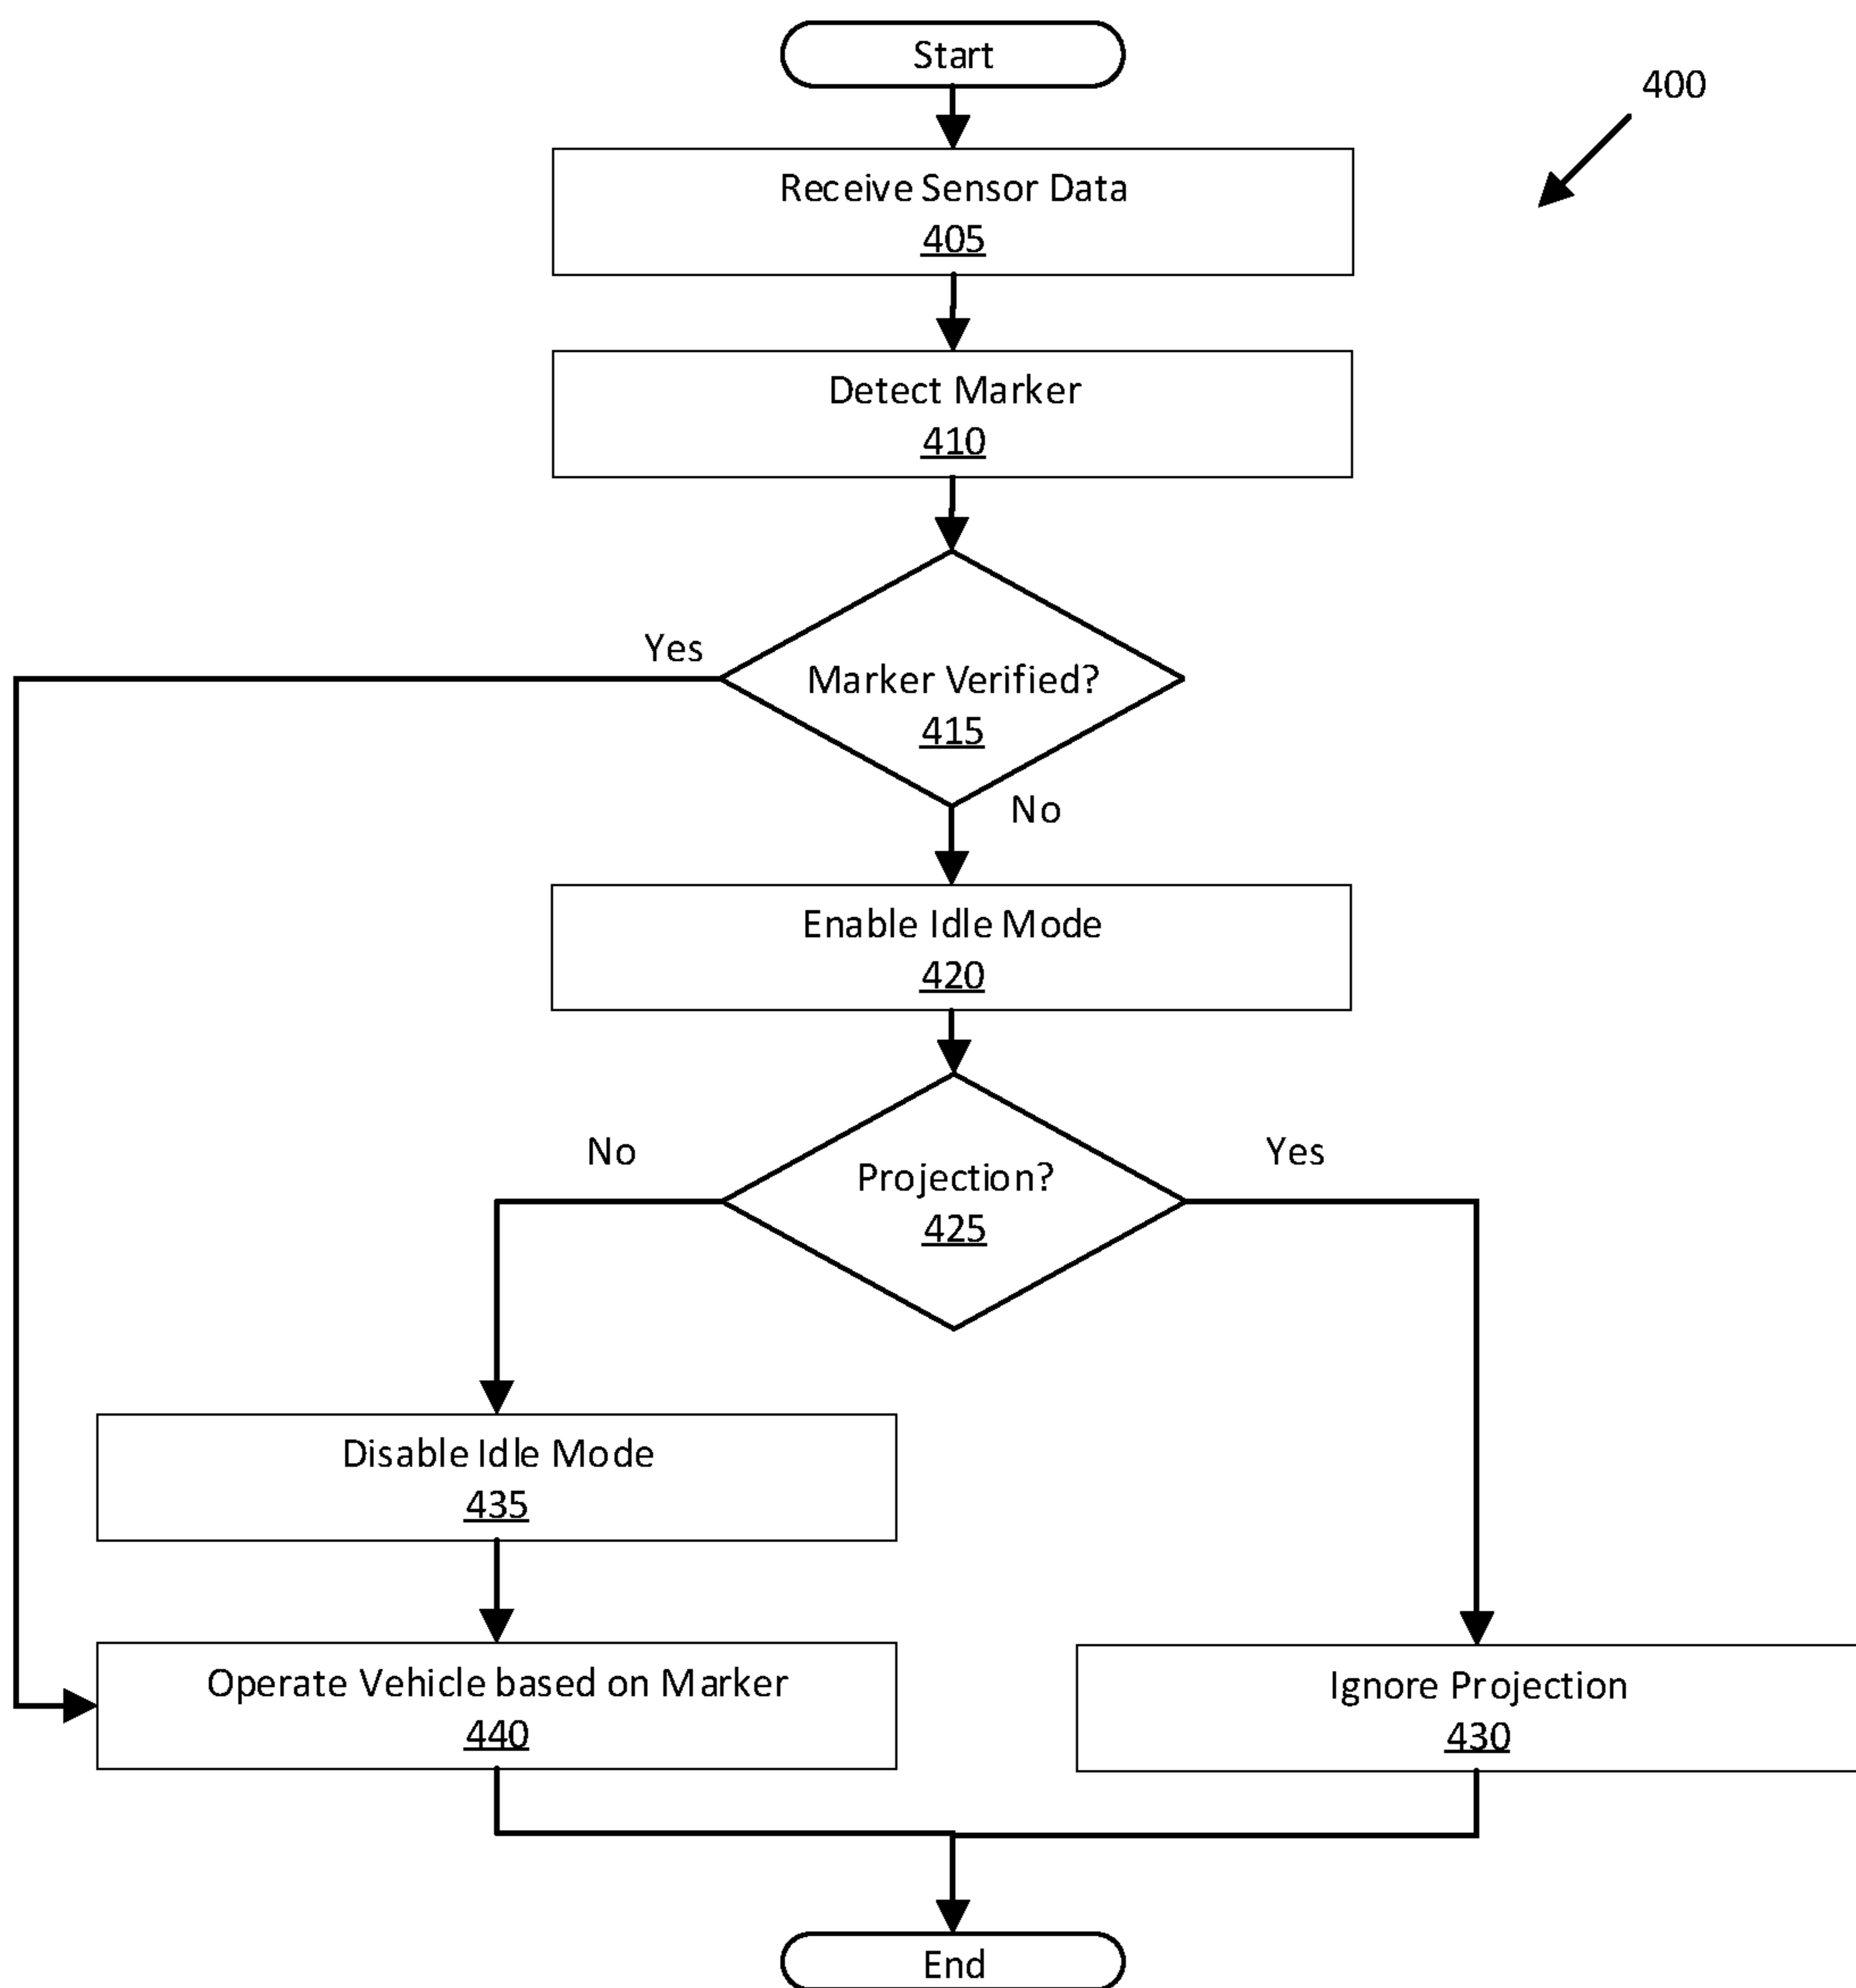 Start
400
Receive Sensor Data
405
Detect Marker
410
Yes
Marker Verified?
415
No
Enable Idle Mode
420
No
Yes
Projection?
425
Disable Idle Mode
435
Operate Vehicle based on Marker
440
Ignore Projection
430
End